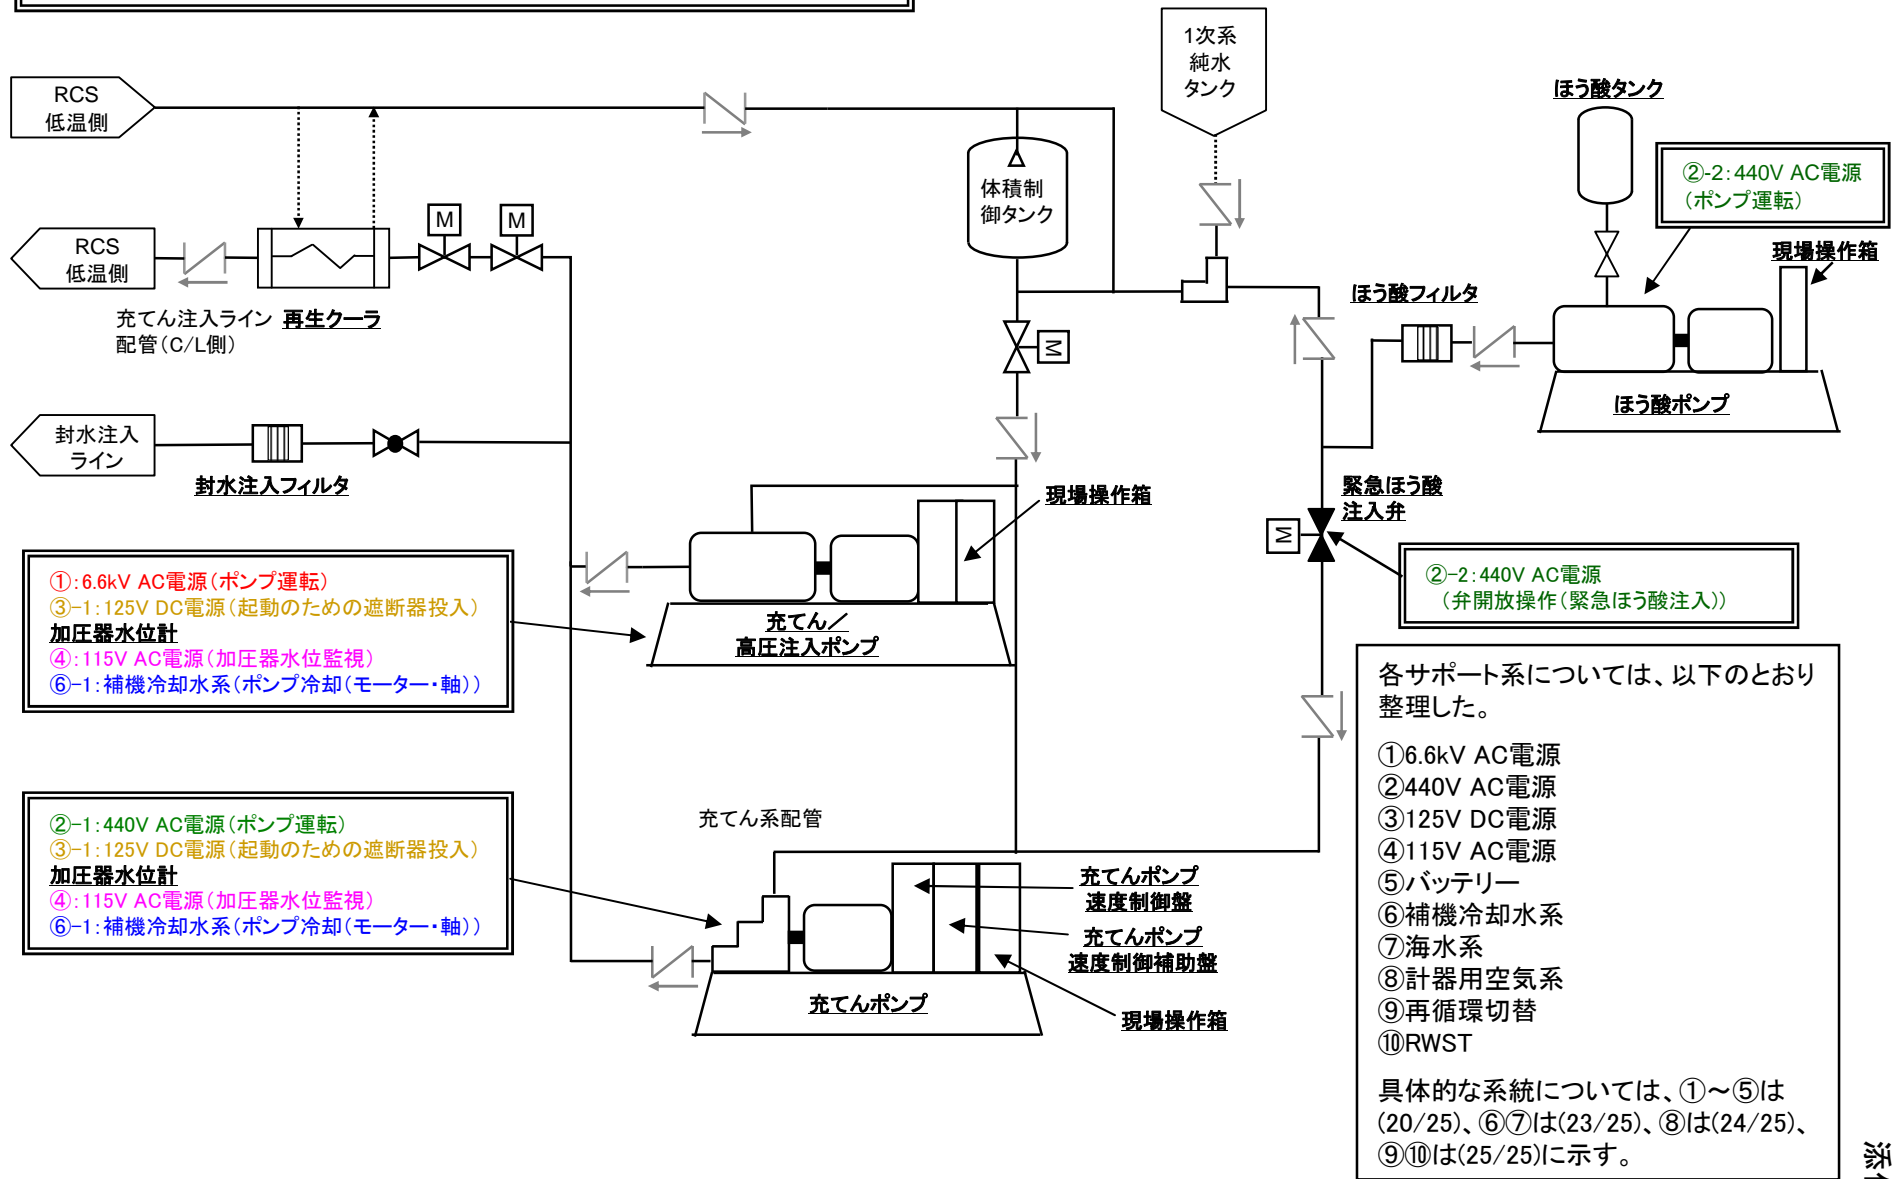 1次系
純水
タンク
RCS
低温側
ほう酸タンク
②-2:440V AC電源
(ポンプ運転)
体積制
御タンク
M
M
RCS
低温側
現場操作箱
ほう酸フィルタ
充てん注入ライン
配管(C/L側)
再生クーラ
M
ほう酸ポンプ
封水注入
ライン
封水注入フィルタ
現場操作箱
緊急ほう酸
注入弁
M
①:6.6kV AC電源(ポンプ運転)
③-1:125V DC電源(起動のための遮断器投入)
加圧器水位計
④:115V AC電源(加圧器水位監視)
⑥-1:補機冷却水系(ポンプ冷却(モーター・軸))
②-2:440V AC電源
(弁開放操作(緊急ほう酸注入))
充てん/
高圧注入ポンプ
各サポート系については、以下のとおり
整理した。
①6.6kV AC電源
②440V AC電源
③125V DC電源
④115V AC電源
⑤バッテリー
⑥補機冷却水系
⑦海水系
⑧計器用空気系
⑨再循環切替
⑩RWST
具体的な系統については、①~⑤は
(20/25)、⑥⑦は(23/25)、⑧は(24/25)、
⑨⑩は(25/25)に示す。
②-1:440V AC電源(ポンプ運転)
③-1:125V DC電源(起動のための遮断器投入)
加圧器水位計
④:115V AC電源(加圧器水位監視)
⑥-1:補機冷却水系(ポンプ冷却(モーター・軸))
充てん系配管
充てんポンプ
速度制御盤
充てんポンプ
速度制御補助盤
充てんポンプ
現場操作箱
添